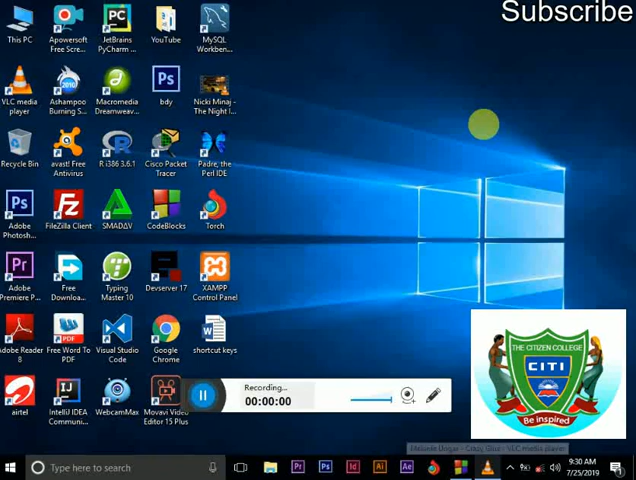 Subscribe
This PC
Apowersoft
Free Scre...
JetBrains
PyCharm ...
YouTube
MySQL
Workben...
VLC media
player
Ashampoo
Burning S...
Macromedia
Dreamweav...
bdy
Nicki Minaj -
The Night I...
Recycle Bin
avast! Free
Antivirus
R i386 3.6.1
Cisco Packet
Tracer
Padre, the
Perl IDE
Adobe
Photosh...
FileZilla Client
SMADΔV
CodeBlocks
Torch
Adobe
Premiere P...
Free
Downloa...
Typing
Master 10
Devserver 17
XAMPP
Control Panel
Adobe Reader
8
Free Word To
PDF
Visual Studio
Code
Google
Chrome
shortcut keys
airtel
IntelliJ IDEA
Communi...
WebcamMax
Movavi Video
Editor 15 Plus
Recording...
00:00:00
THE CITIZEN COLLEGE
CITI
Be inspired
Type here to search
9:30 AM
7/25/2019